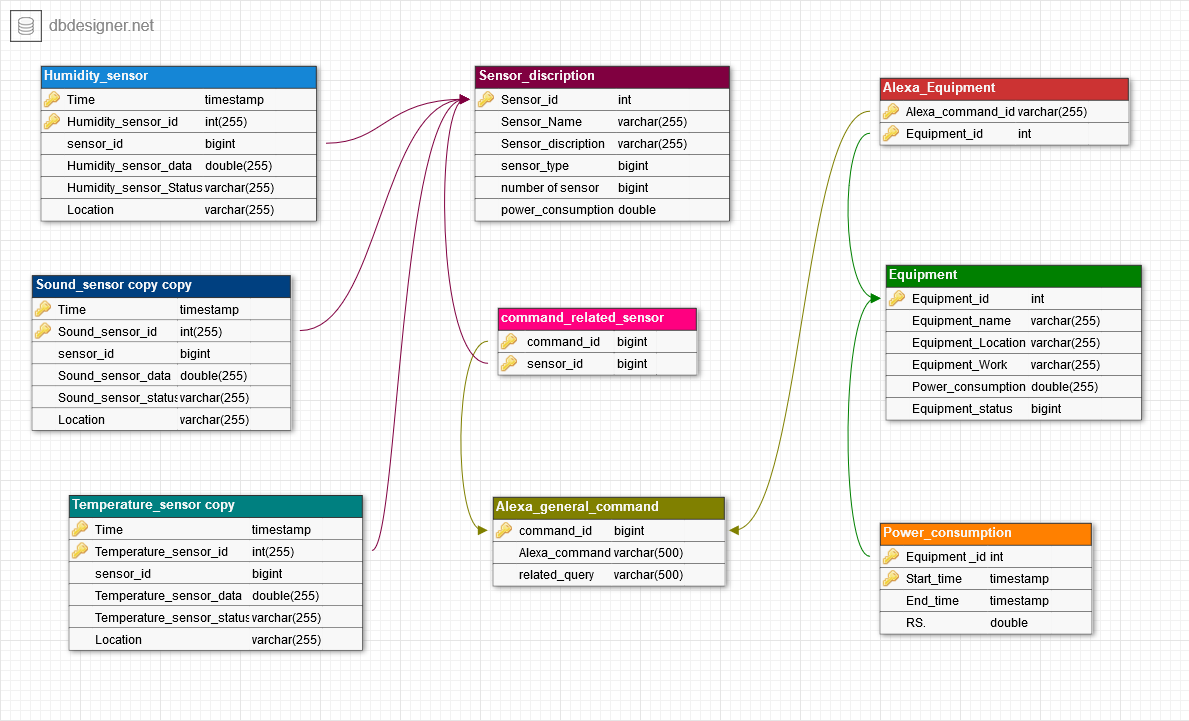 dbdesigner.net
Humidity_sensor
Time timestamp
Humidity_sensor_id int(255)
sensor_id bigint
Humidity_sensor_data double(255)
Humidity_sensor_Status varchar(255)
Location varchar(255)
Sensor_discription
Sensor_id int
Sensor_Name varchar(255)
Sensor_discription varchar(255)
sensor_type bigint
number of sensor bigint
power_consumption double
Alexa_Equipment
Alexa_command_id varchar(255)
Equipment_id int
Sound_sensor copy copy
Time timestamp
Sound_sensor_id int(255)
sensor_id bigint
Sound_sensor_data double(255)
Sound_sensor_status varchar(255)
Location varchar(255)
command_related_sensor
command_id bigint
sensor_id bigint
Equipment
Equipment_id int
Equipment_name varchar(255)
Equipment_Location varchar(255)
Equipment_Work varchar(255)
Power_consumption double(255)
Equipment_status bigint
Temperature_sensor copy
Time timestamp
Temperature_sensor_id int(255)
sensor_id bigint
Temperature_sensor_data double(255)
Temperature_sensor_status varchar(255)
Location varchar(255)
Alexa_general_command
command_id bigint
Alexa_command varchar(500)
related_query varchar(500)
Power_consumption
Equipment _id int
Start_time timestamp
End_time timestamp
RS. double